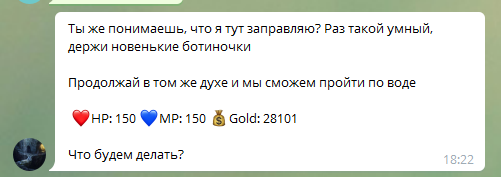 Ты же понимаешь, что я тут заправляю? Раз такой умный,
держи новенькие ботиночки
Продолжай в том же духе и мы сможем пройти по воде
❤️HP: 150 💙MP: 150 💰Gold: 28101
Что будем делать?
18:22